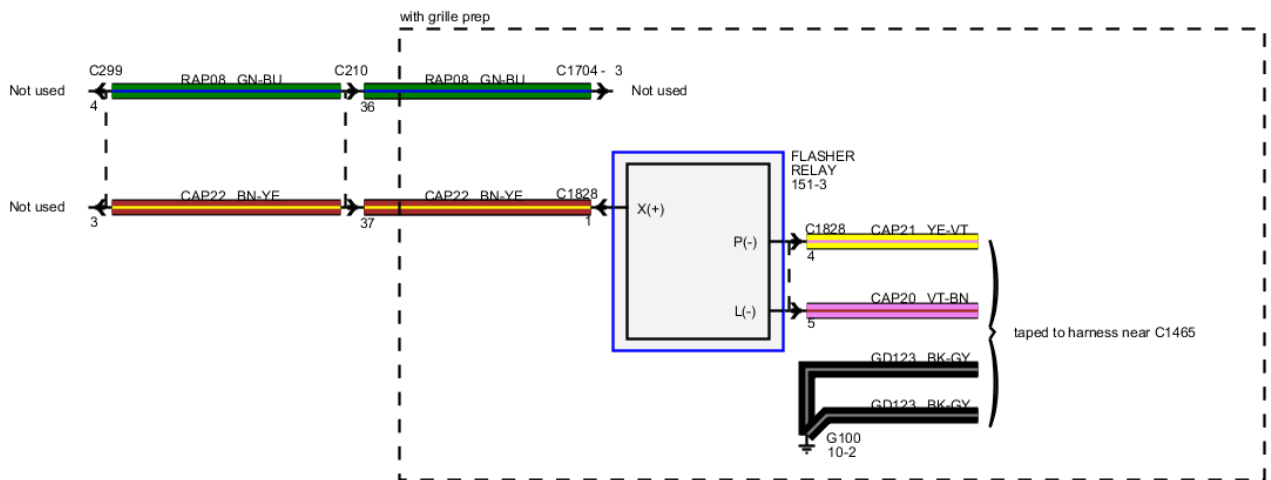 with grille prep
C299
RAP08 GN-BU
C210
RAP08 GN-BU
C1704 - 3
Not used
Not used
4
36
FLASHER
RELAY
151-3
CAP22 BN-YE
CAP22 BN-YE
C1828
Not used
X(+)
3
37
1
C1828
CAP21 YE-VT
P(-)
4
CAP20 VT-BN
L(-)
5
taped to harness near C1465
GD123 BK-GY
GD123 BK-GY
G100
10-2